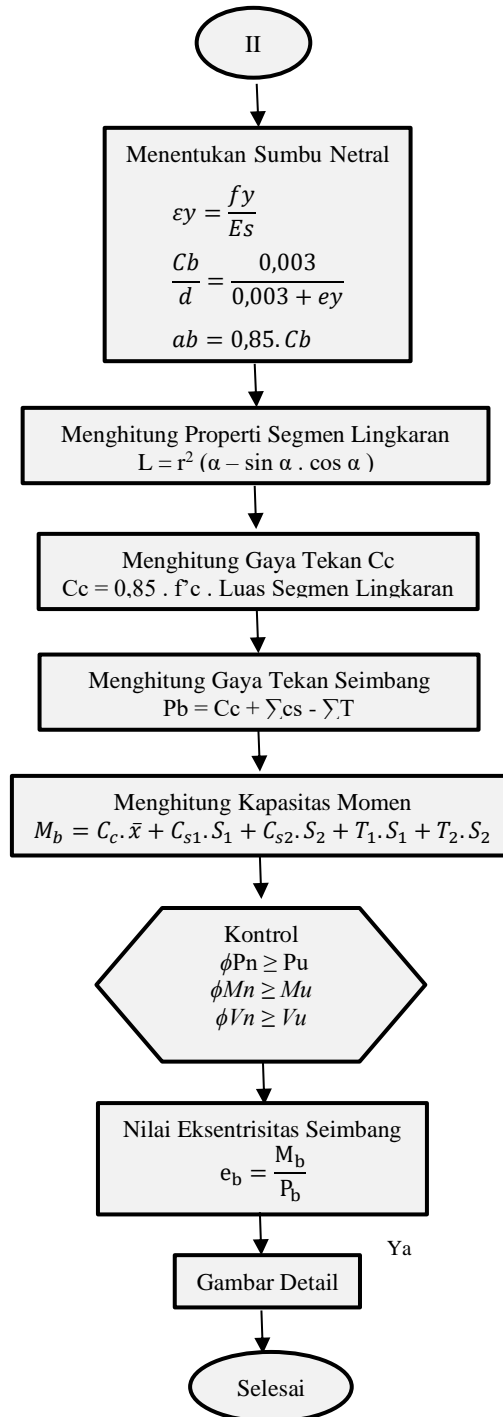 II
Menentukan Sumbu Netral
εy = fy / Es
Cb / d = 0,003 / 0,003 + ey
ab = 0,85. Cb
Menghitung Properti Segmen Lingkaran
L = r² (α – sin α . cos α )
Menghitung Gaya Tekan Cc
Cc = 0,85 . f'c . Luas Segmen Lingkaran
Menghitung Gaya Tekan Seimbang
Pb = Cc + ∑cs - ∑T
Menghitung Kapasitas Momen
M_b = C_c. x̄ + C_s1. S_1 + C_s2. S_2 + T_1. S_1 + T_2. S_2
Kontrol
ϕPn ≥ Pu
ϕMn ≥ Mu
ϕVn ≥ Vu
Nilai Eksentrisitas Seimbang
e_b = M_b / P_b
Ya
Gambar Detail
Selesai